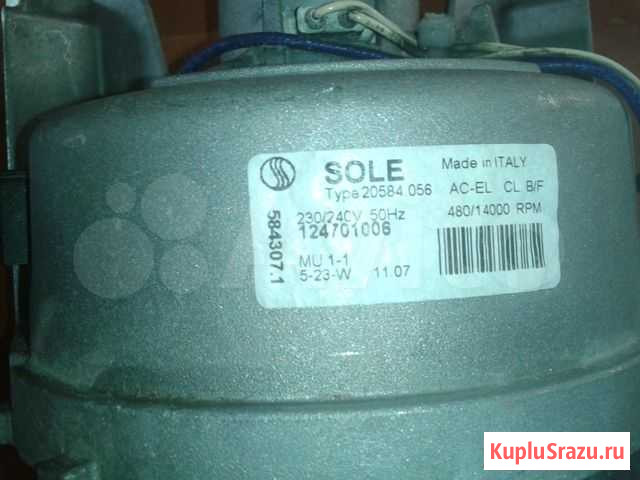 SOLE
Made in ITALY
Type 20584.056
AC-EL CL B/F
230/240V 50Hz
480/14000 RPM
124701006
MU 1-1
5-23-W 11.07
584307.1
KupluSrazu.ru